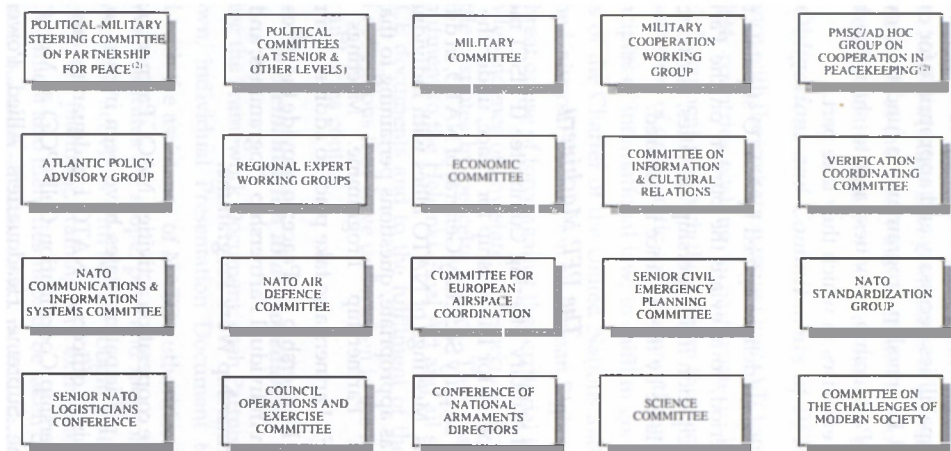 POLITICAL-MILITARY
STEERING COMMITTEE
ON PARTNERSHIP
FOR PEACE (2)
POLITICAL
COMMITTEES
(AT SENIOR &
OTHER LEVELS)
MILITARY
COMMITTEE
MILITARY
COOPERATION
WORKING
GROUP
PMSC/AD HOC
GROUP ON
COOPERATION IN
PEACEKEEPING (2)
ATLANTIC POLICY
ADVISORY GROUP
REGIONAL EXPERT
WORKING GROUPS
ECONOMIC
COMMITTEE
COMMITTEE ON
INFORMATION
& CULTURAL
RELATIONS
VERIFICATION
COORDINATING
COMMITTEE
NATO
COMMUNICATIONS &
INFORMATION
SYSTEMS COMMITTEE
NATO AIR
DEFENCE
COMMITTEE
COMMITTEE FOR
EUROPEAN
AIRSPACE
COORDINATION
SENIOR CIVIL
EMERGENCY
PLANNING
COMMITTEE
NATO
STANDARDIZATION
GROUP
SENIOR NATO
LOGISTICIANS
CONFERENCE
COUNCIL
OPERATIONS AND
EXERCISE
COMMITTEE
CONFERENCE OF
NATIONAL
ARMAMENTS
DIRECTORS
SCIENCE
COMMITTEE
COMMITTEE ON
THE CHALLENGES OF
MODERN SOCIETY